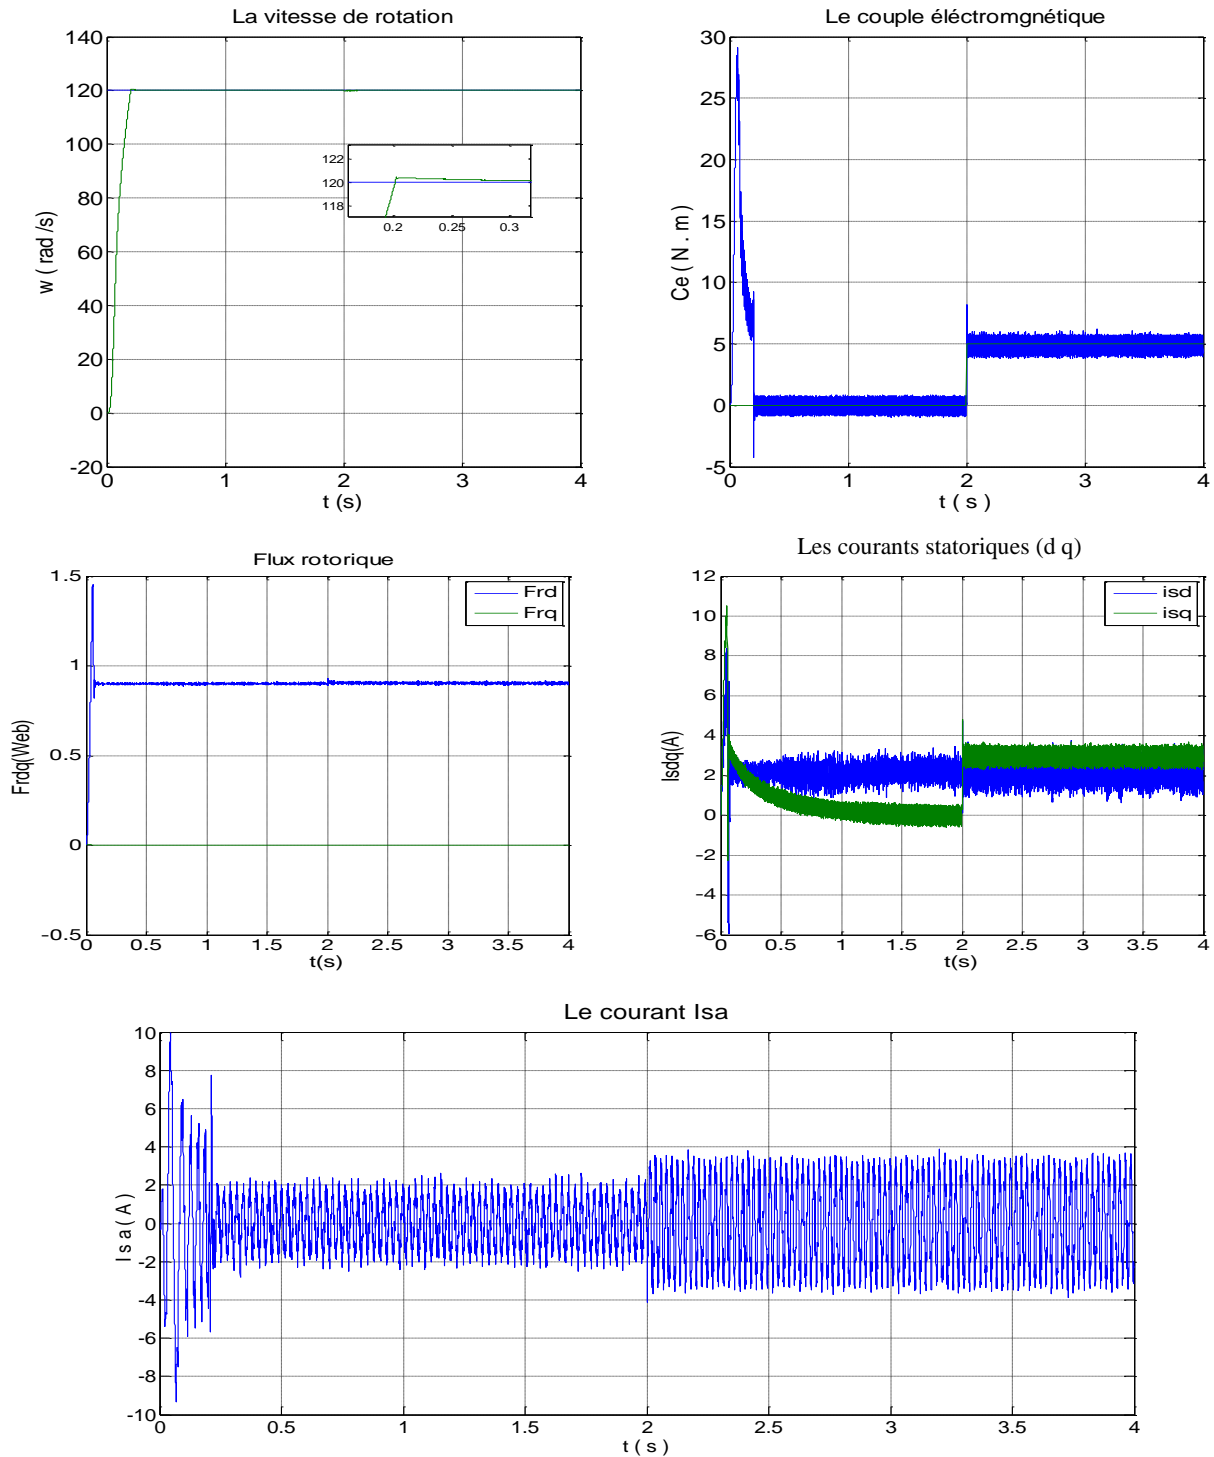 La vitesse de rotation
140
120
100
80
60
40
20
0
-20
w ( rad /s)
122
120
118
0.2 0.25 0.3
0 1 2 3 4
t (s)
Le couple éléctromgnétique
30
25
20
15
10
5
0
-5
Ce ( N . m )
0 1 2 3 4
t ( s )
Flux rotorique
1.5
1
0.5
0
-0.5
Frdq(Web)
Frd
Frq
0 0.5 1 1.5 2 2.5 3 3.5 4
t(s)
Les courants statoriques (d q)
12
10
8
6
4
2
0
-2
-4
-6
Isdq(A)
isd
isq
0.5 1 1.5 2 2.5 3 3.5 4
t(s)
Le courant Isa
10
8
6
4
2
0
-2
-4
-6
-8
-10
I s a ( A )
0 0.5 1 1.5 2 2.5 3 3.5 4
t ( s )